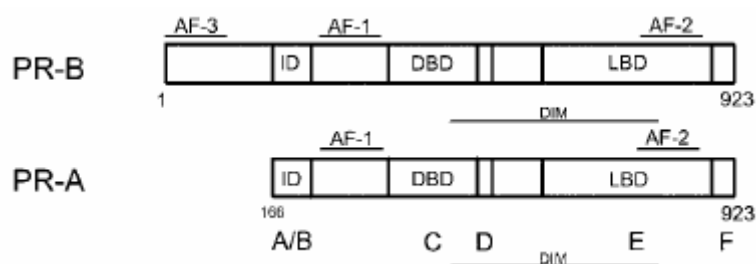 AF-3 AF-1 AF-2
PR-B ID DBD LBD
1 923
DIM
AF-1 AF-2
PR-A ID DBD LBD
166 923
A/B C D E F
DIM